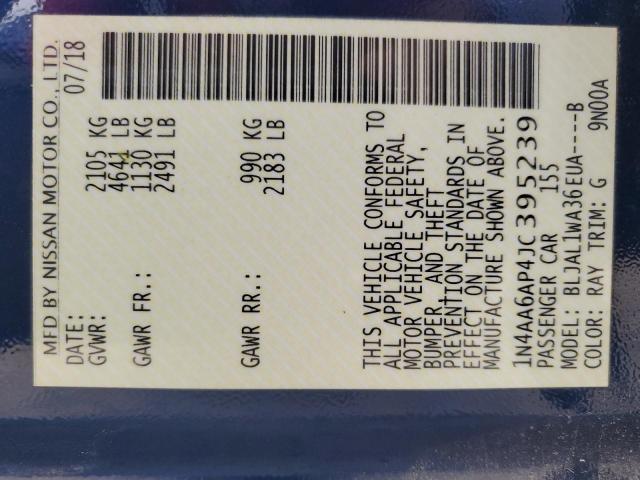 MFD BY NISSAN MOTOR CO., LTD.
DATE: 07/18
GVWR: 2105 KG
4641 LB
GAWR FR.: 1130 KG
2491 LB
GAWR RR.: 990 KG
2183 LB
THIS VEHICLE CONFORMS TO
ALL APPLICABLE FEDERAL
MOTOR VEHICLE SAFETY,
BUMPER, AND THEFT
PREVENTION STANDARDS IN
EFFECT ON THE DATE OF
MANUFACTURE SHOWN ABOVE.
1N4AA6AP4JC395239
PASSENGER CAR 155
MODEL: BLJAL1WA36EUA----B
COLOR: RAY TRIM: G 9N00A